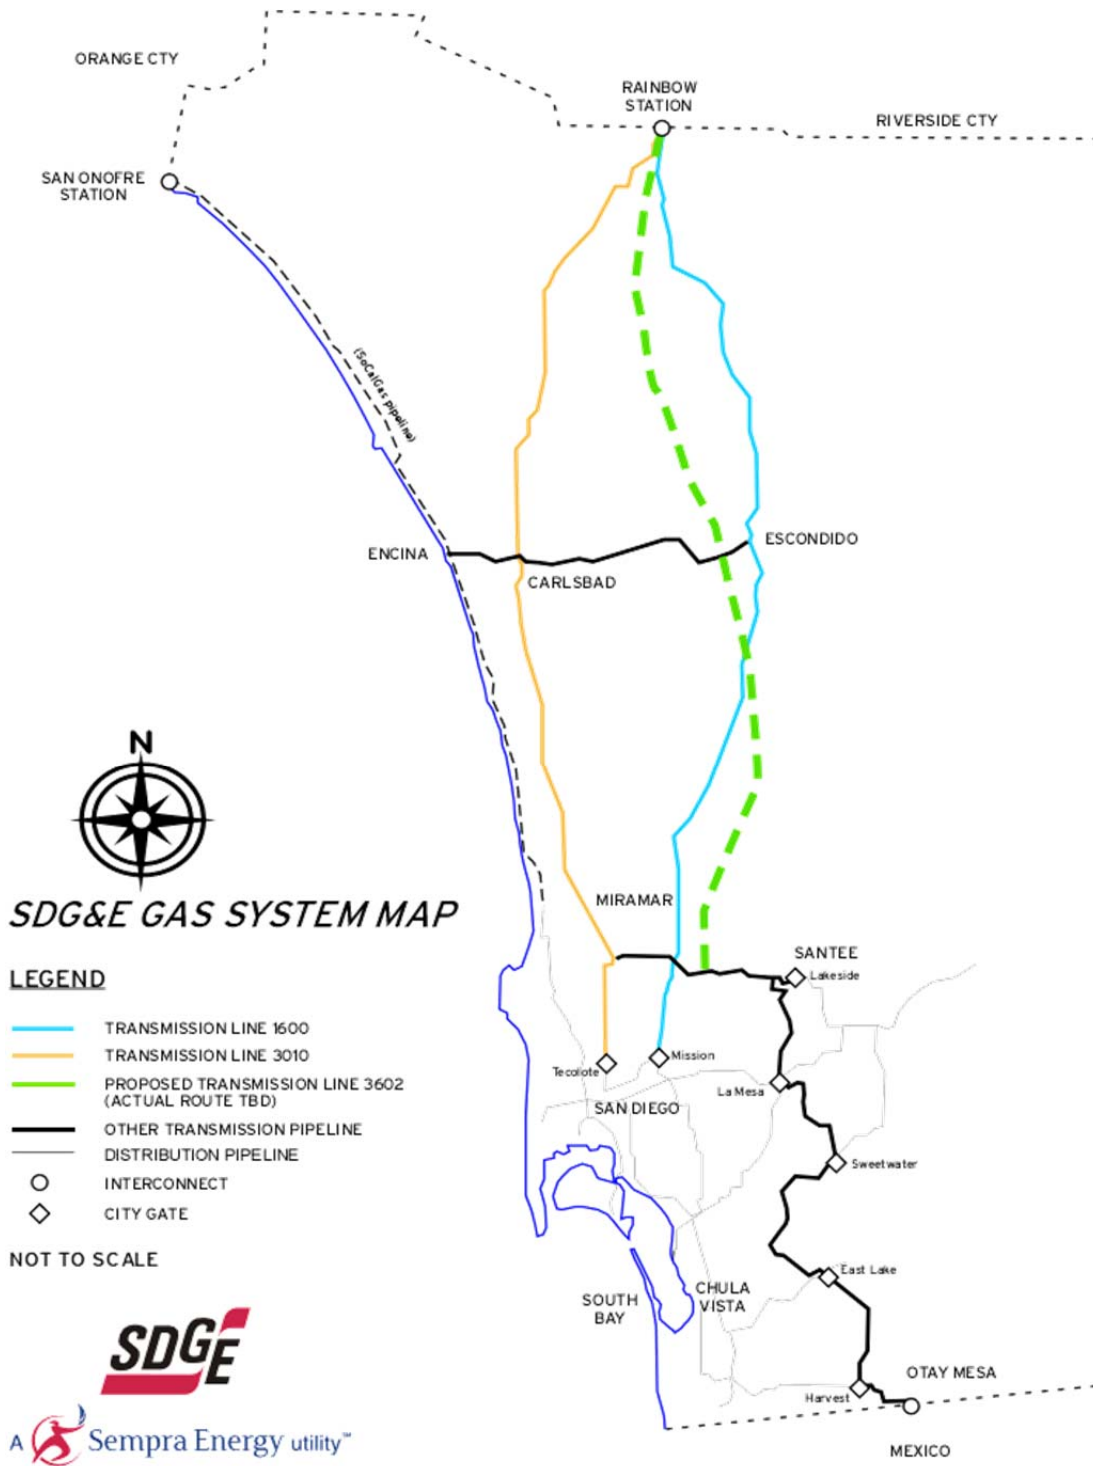 ORANGE CTY
RAINBOW
STATION
RIVERSIDE CTY
SAN ONOFRE
STATION
(SoCalGas pipeline)
ENCINA
ESCONDIDO
CARLSBAD
N
SDG&E GAS SYSTEM MAP
MIRAMAR
SANTEE
Lakeside
LEGEND
TRANSMISSION LINE 1600
TRANSMISSION LINE 3010
PROPOSED TRANSMISSION LINE 3602
(ACTUAL ROUTE TBD)
OTHER TRANSMISSION PIPELINE
DISTRIBUTION PIPELINE
INTERCONNECT
CITY GATE
NOT TO SCALE
Tecolote
Mission
La Mesa
SAN DIEGO
Sweetwater
East Lake
SOUTH
BAY
CHULA
VISTA
OTAY MESA
Harvest
MEXICO
SDGE
A Sempra Energy utility™